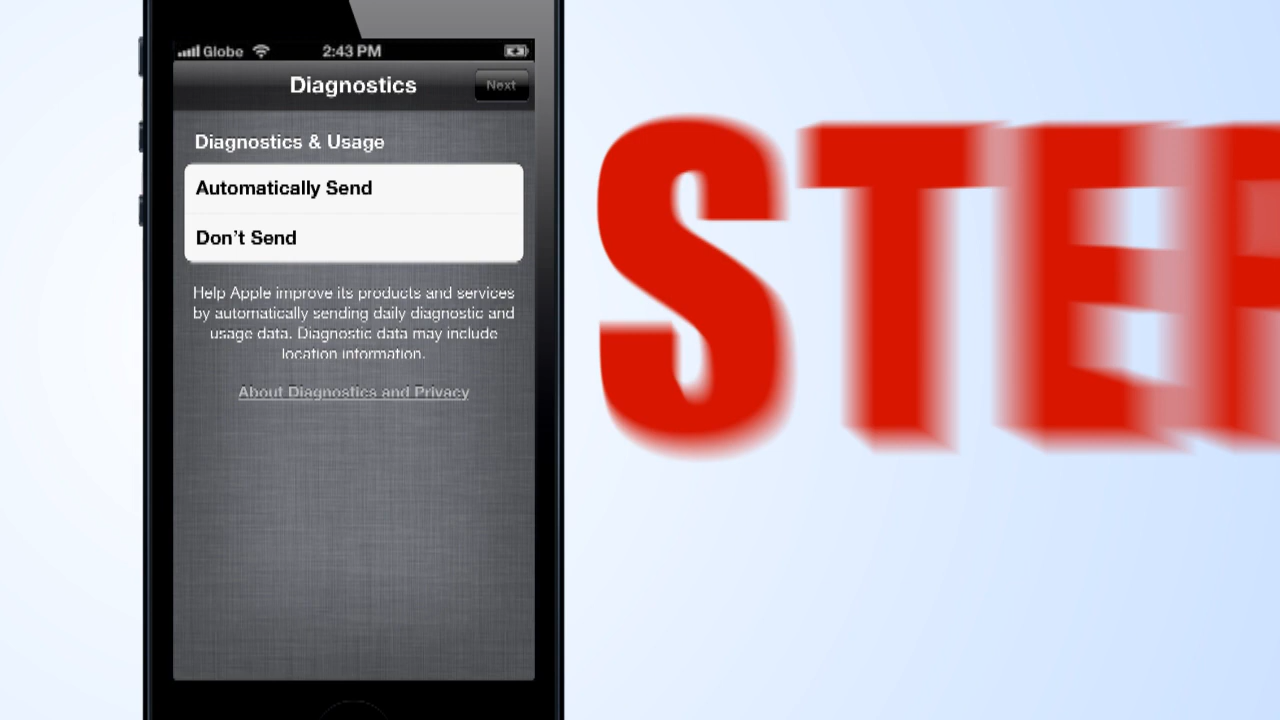 Globe 2:43 PM
Diagnostics Next
Diagnostics & Usage
Automatically Send
Don't Send
Help Apple improve its products and services
by automatically sending daily diagnostic and
usage data. Diagnostic data may include
location information.
About Diagnostics and Privacy
STEP